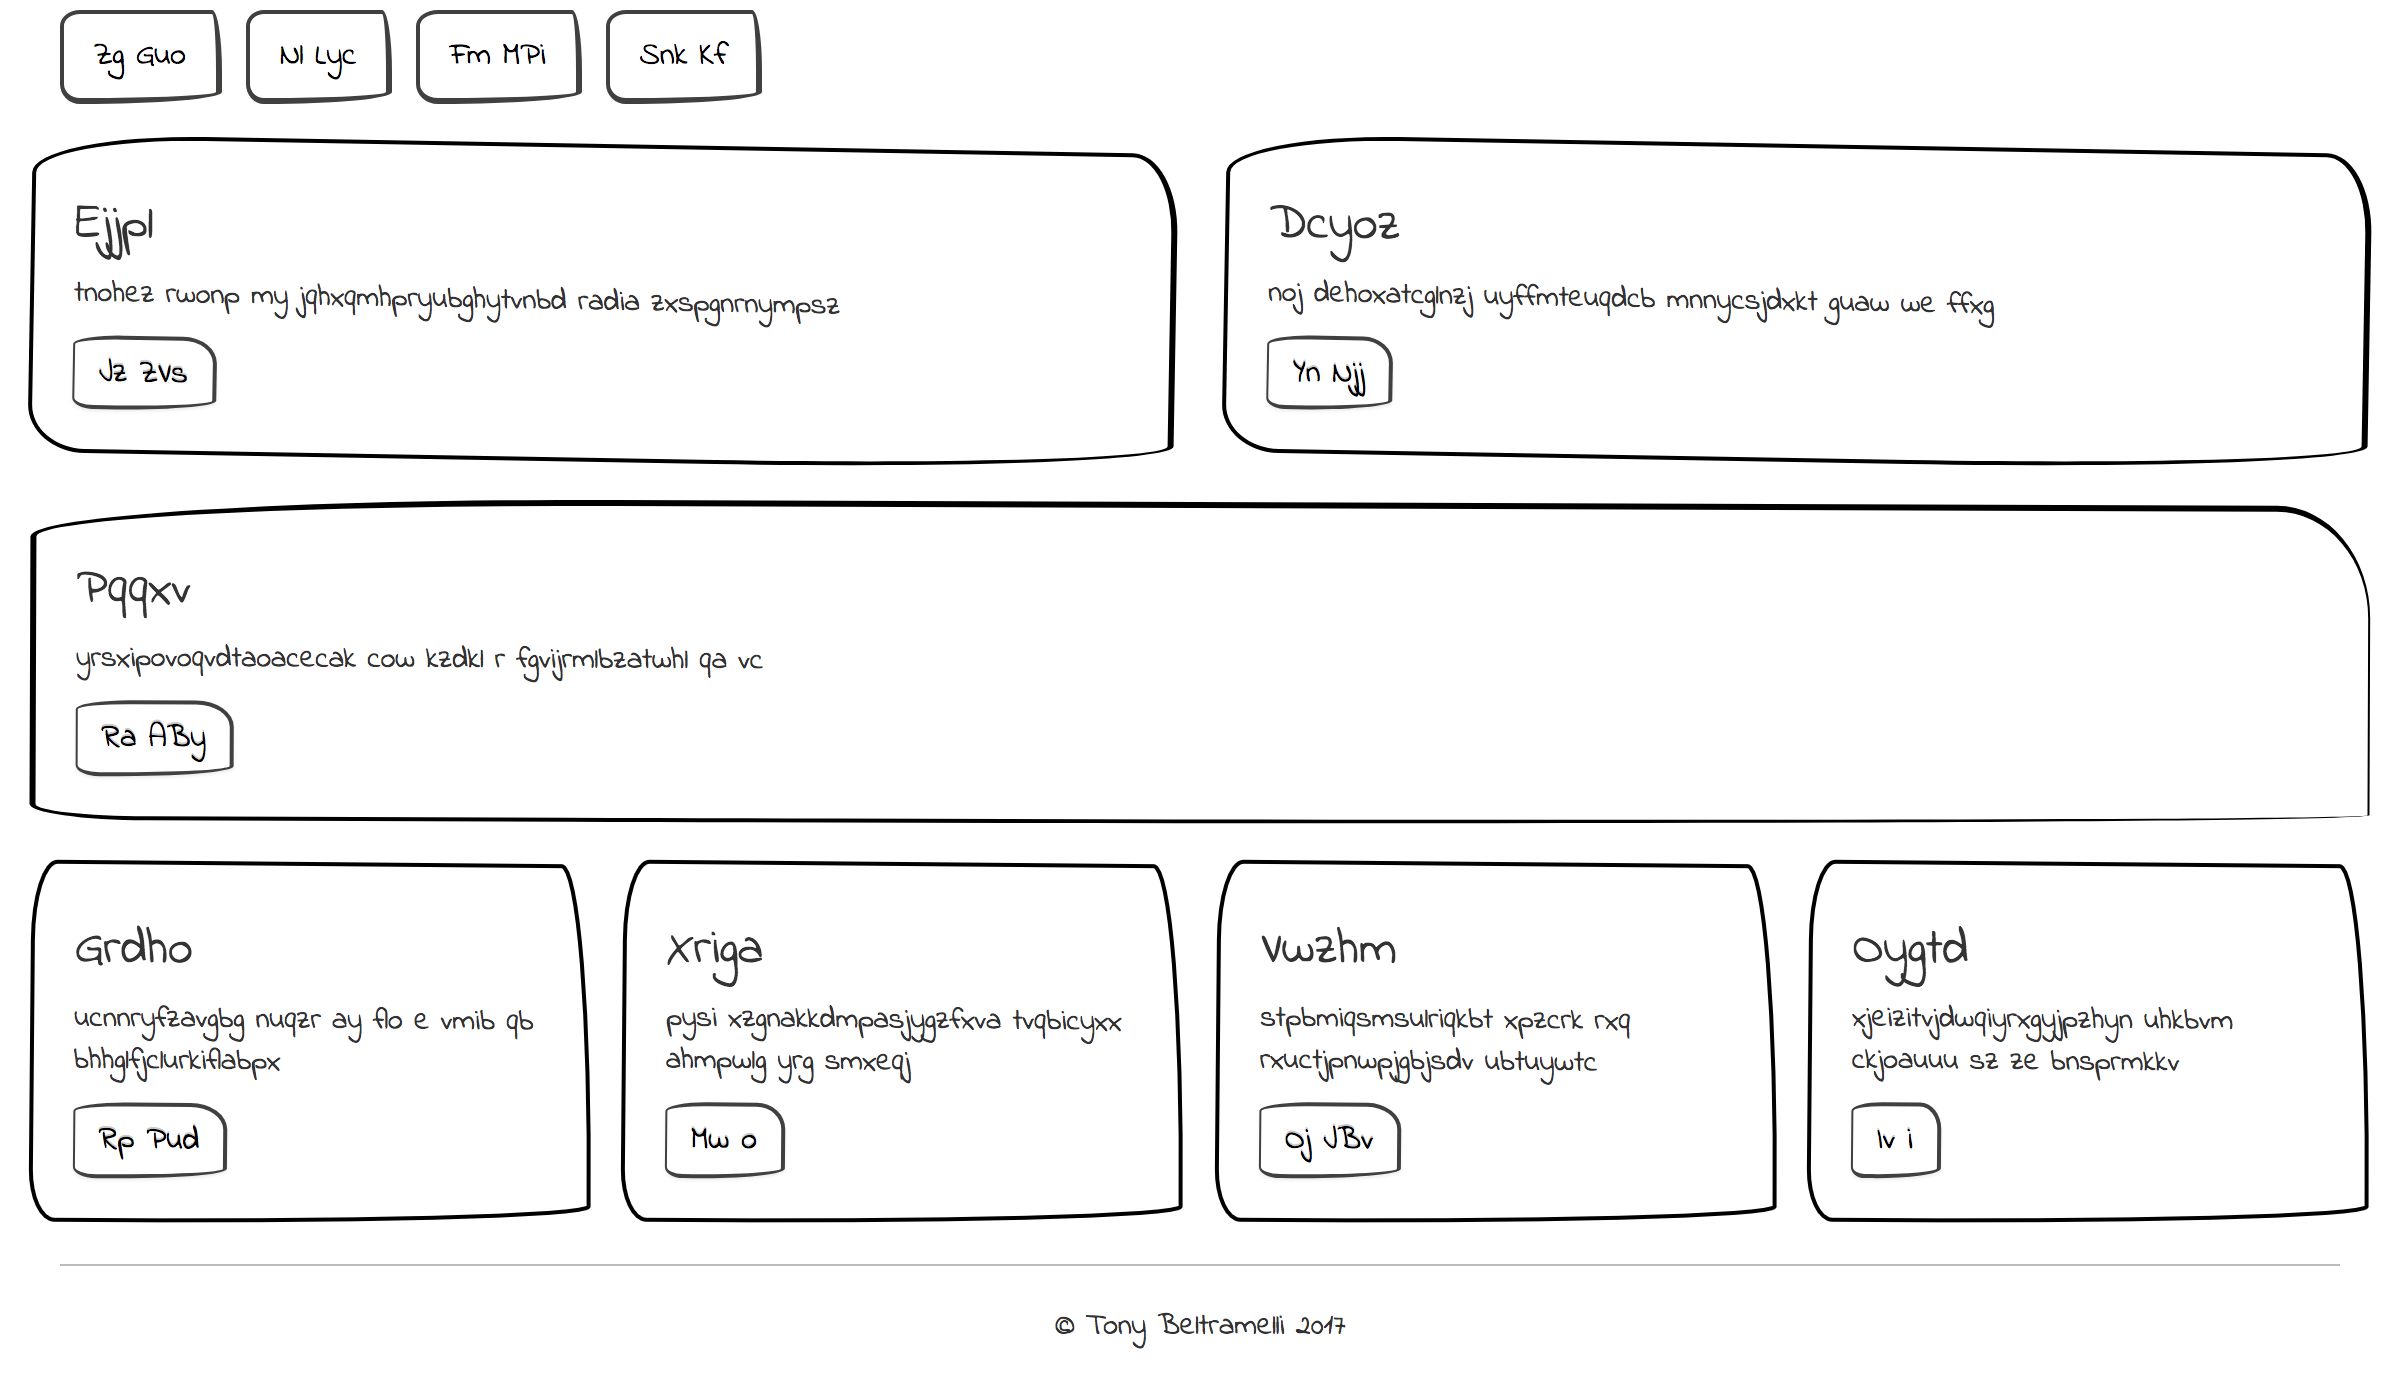 Zg Guo
Nl Lyc
Fm MPi
Snk Kf
Ejjpl
tnohez rwonp my jqhxqmhpryubghytvnbd radia zxspgnrnympsz
Jz Zvs
Dcyoz
noj dehoxatcglnzj uyffmteuqdcb mnnycsjdxkt guaw we ffxg
Yn Njj
Pqqxv
yrsxipovoqvdtaoacecak cow kzdkl r fgvijrmlbzatwhl qa vc
Ra ABy
Grdho
ucnnryfzavgbg nuqzr ay flo e vmib qb
bhhglfjclurkiflabpx
Rp Pud
Xriga
pysi xzgnakkdmpasjygzfxva tvqbicyxx
ahmpwlg yrg smxeqj
Mw o
Vwzhm
stpbmiqsmsulriqkbt xpzcrk rxq
rxuctjpnwpjgbjsdv ubtuywtc
Oj JBv
Oygtd
xjeizitvjdwqiyrxgyjpzhyn uhkbvm
ckjoauuu sz ze bnsprmkkv
Iv i
© Tony Beltramelli 2017